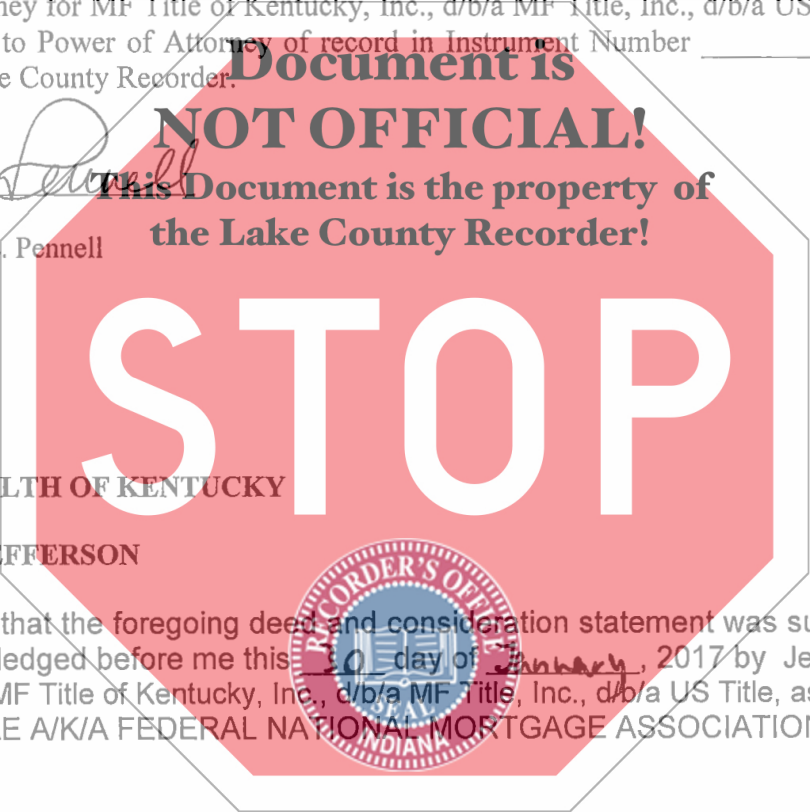 ney for MF Title of Kentucky, Inc., d/b/a MF Title, Inc., d/b/a US
to Power of Attorney of record in Instrument Number
e County Recorder.
Document is
NOT OFFICIAL!
This Document is the property of
the Lake County Recorder!
. Pennell
STOP
LTH OF KENTUCKY
EFFERSON
RECORDER'S OFFICE
SEAL
INDIANA
that the foregoing deed and consideration statement was su
ledged before me this day of January, 2017 by Je
MF Title of Kentucky, Inc., d/b/a MF Title, Inc., d/b/a US Title, as
E A/K/A FEDERAL NATIONAL MORTGAGE ASSOCIATION